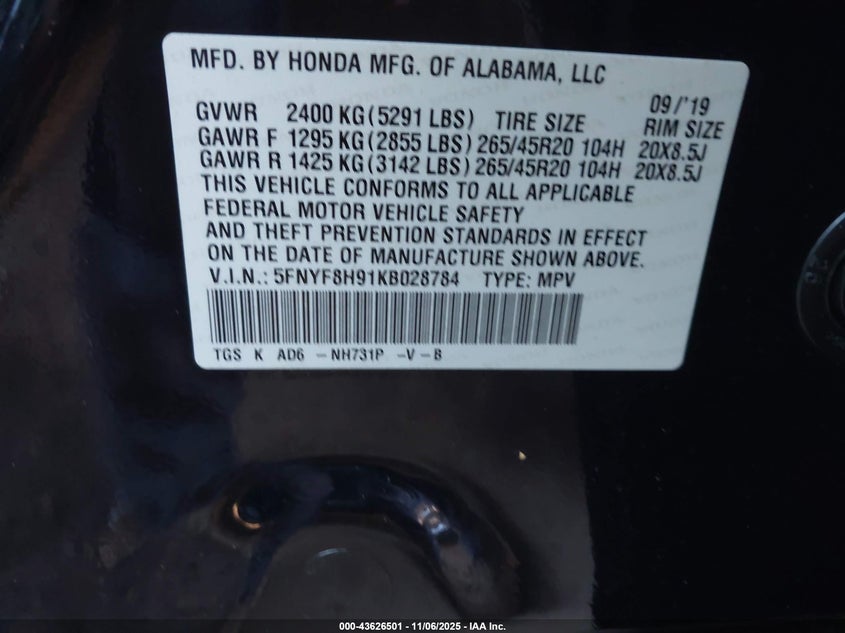 MFD. BY HONDA MFG. OF ALABAMA, LLC
09/'19
GVWR 2400 KG(5291 LBS) TIRE SIZE RIM SIZE
GAWR F 1295 KG(2855 LBS) 265/45R20 104H 20X8.5J
GAWR R 1425 KG(3142 LBS) 265/45R20 104H 20X8.5J
THIS VEHICLE CONFORMS TO ALL APPLICABLE
FEDERAL MOTOR VEHICLE SAFETY
AND THEFT PREVENTION STANDARDS IN EFFECT
ON THE DATE OF MANUFACTURE SHOWN ABOVE.
V.I.N.: 5FNYF8H91KB028784 TYPE: MPV
TGS K AD6 –NH731P –V–B
000-43626501 - 11/06/2025 - IAA Inc.